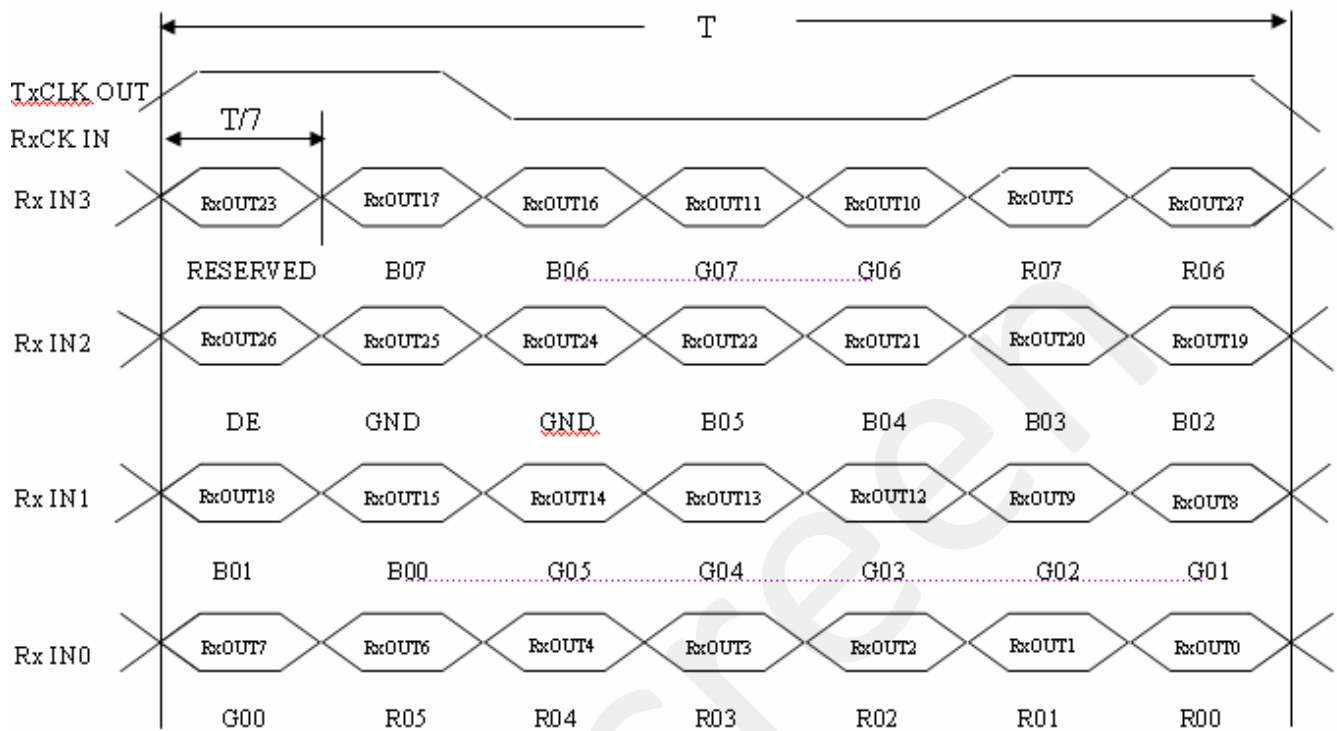 T
TxCLK OUT
T/7
RxCK IN
Rx IN3 RxOUT23 RxOUT17 RxOUT16 RxOUT11 RxOUT10 RxOUT5 RxOUT27
RESERVED B07 B06 G07 G06 R07 R06
Rx IN2 RxOUT26 RxOUT25 RxOUT24 RxOUT22 RxOUT21 RxOUT20 RxOUT19
DE GND GND B05 B04 B03 B02
Rx IN1 RxOUT18 RxOUT15 RxOUT14 RxOUT13 RxOUT12 RxOUT9 RxOUT8
B01 B00 G05 G04 G03 G02 G01
Rx IN0 RxOUT7 RxOUT6 RxOUT4 RxOUT3 RxOUT2 RxOUT1 RxOUT0
G00 R05 R04 R03 R02 R01 R00